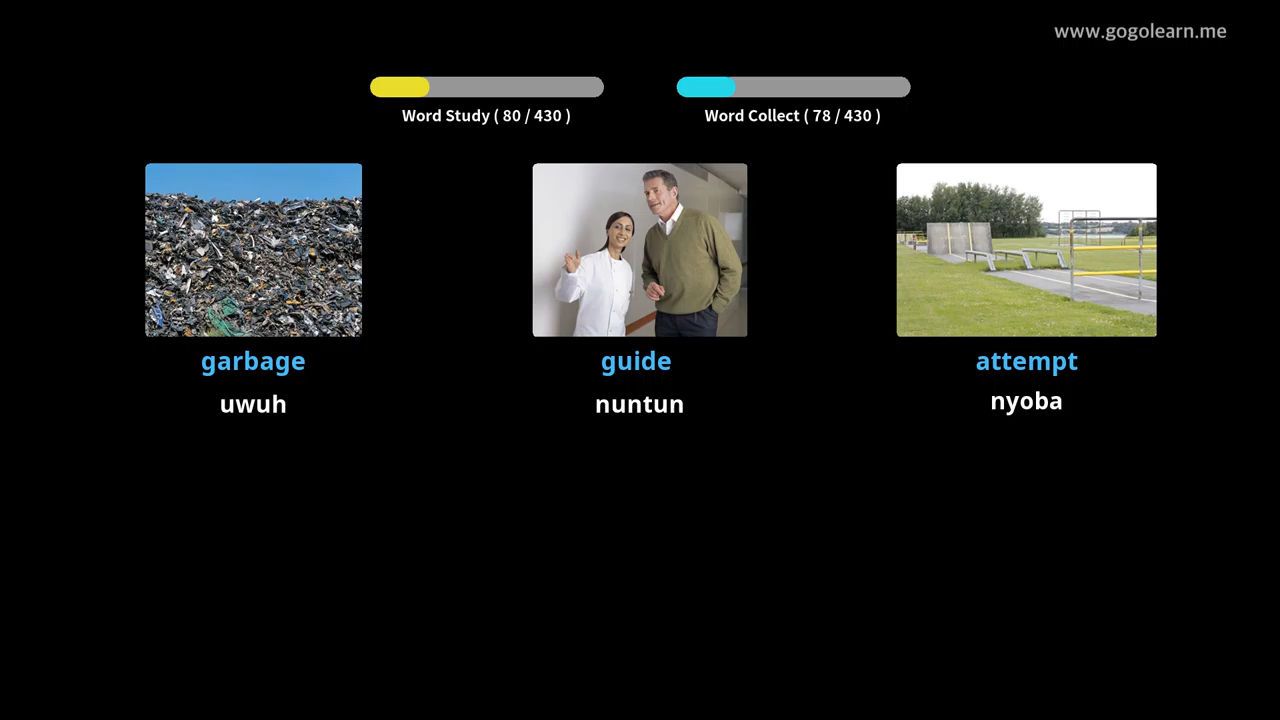 www.gogolearn.me
Word Study ( 80 / 430 )
Word Collect ( 78 / 430 )
garbage
uwuh
guide
nuntun
attempt
nyoba